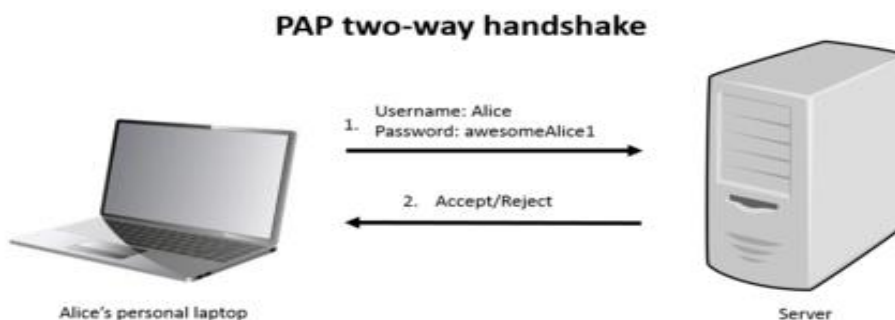 PAP two-way handshake
1. Username: Alice
Password: awesomeAlice1
2. Accept/Reject
Alice's personal laptop
Server